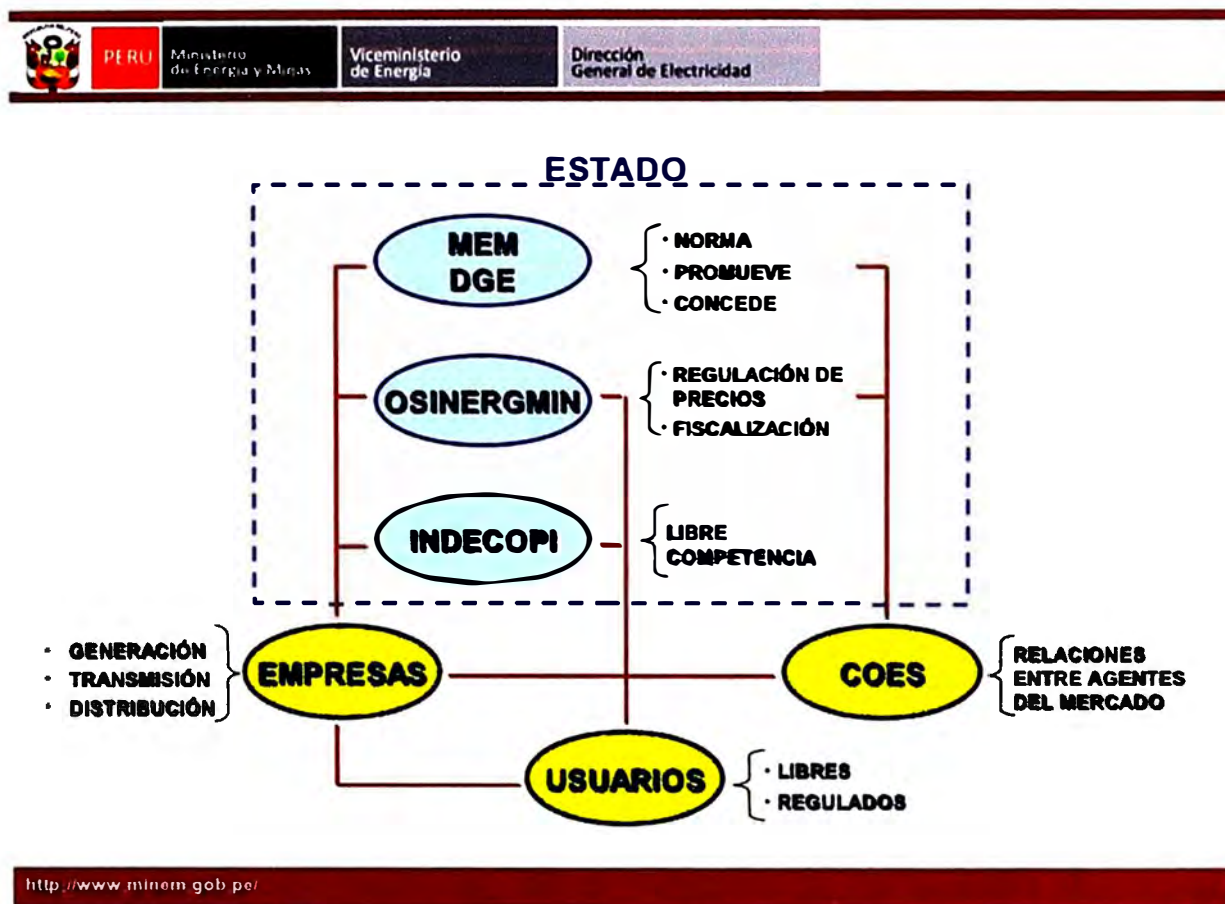 PERÚ
Ministerio
de Energía y Minas
Viceministerio
de Energía
Dirección
General de Electricidad
ESTADO
MEM
DGE
· NORMA
· PROMUEVE
· CONCEDE
OSINERGMIN
· REGULACIÓN DE
PRECIOS
· FISCALIZACIÓN
INDECOPI
LIBRE
COMPETENCIA
· GENERACIÓN
· TRANSMISIÓN
· DISTRIBUCIÓN
EMPRESAS
COES
RELACIONES
ENTRE AGENTES
DEL MERCADO
USUARIOS
· LIBRES
· REGULADOS
http://www.minem.gob.pe/